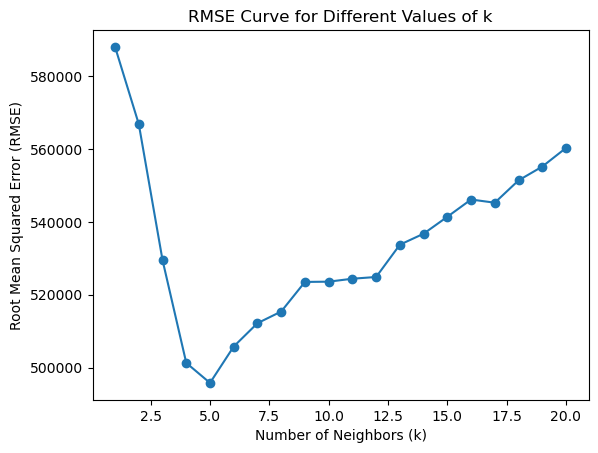 RMSE Curve for Different Values of k
Root Mean Squared Error (RMSE)
580000
560000
540000
520000
500000
2.5 5.0 7.5 10.0 12.5 15.0 17.5 20.0
Number of Neighbors (k)